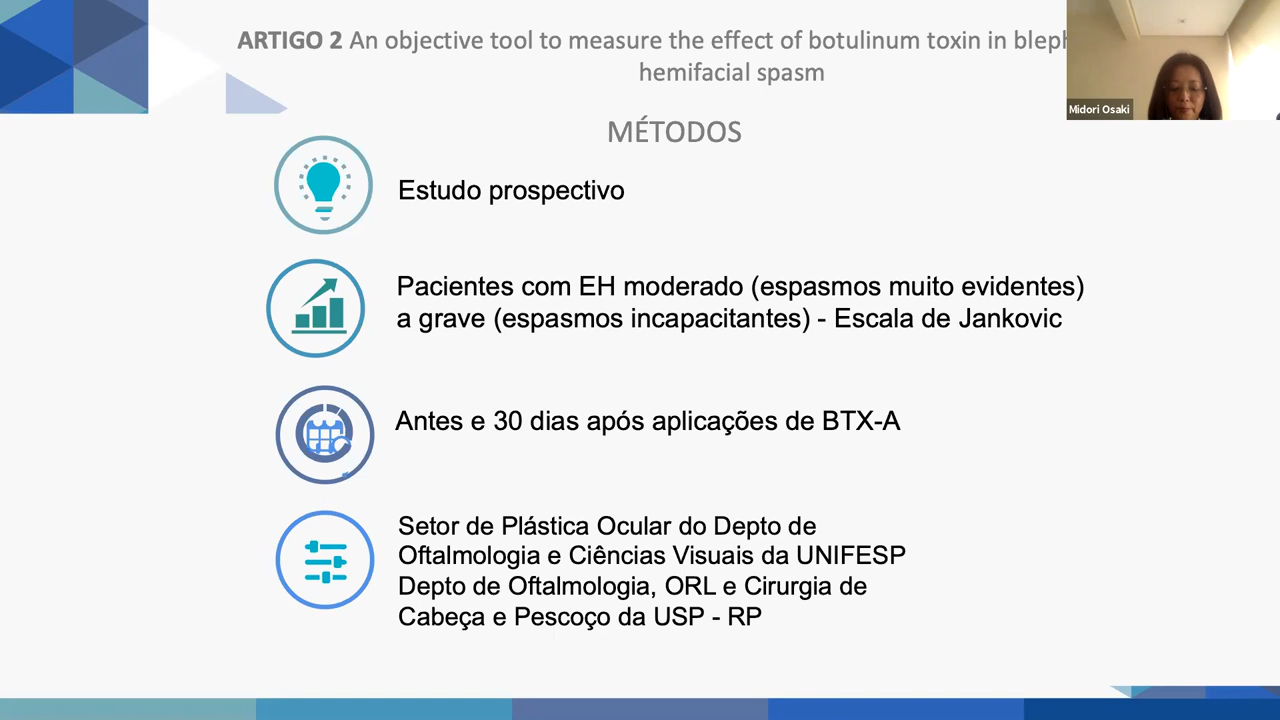 ARTIGO 2 An objective tool to measure the effect of botulinum toxin in
hemifacial spasm
Midori Osaki
MÉTODOS
Estudo prospectivo
Pacientes com EH moderado (espasmos muito evidentes)
a grave (espasmos incapacitantes) - Escala de Jankovic
Antes e 30 dias após aplicações de BTX-A
Setor de Plástica Ocular do Depto de
Oftalmologia e Ciências Visuais da UNIFESP
Depto de Oftalmologia, ORL e Cirurgia de
Cabeça e Pescoço da USP - RP